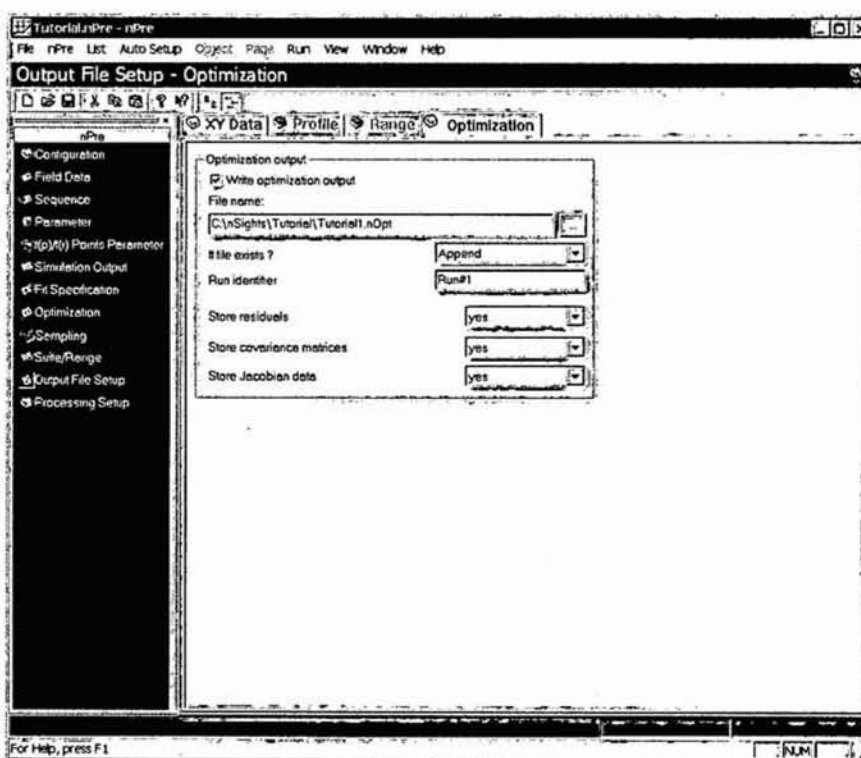 Tutorial.nPre - nPre
File nPre List Auto Setup Object Page Run View Window Help
Output File Setup - Optimization
XY Data Profile Range Optimization
nPre
Configuration
Field Data
Sequence
Parameter
f(p)/f(r) Points Parameter
Simulation Output
Fit Specification
Optimization
Sampling
Suite/Range
Output File Setup
Processing Setup
Optimization output
Write optimization output
File name:
C:\nSights\Tutorial\Tutorial1.nOpt
...
If file exists ? Append
Run identifier Run#1
Store residuals yes
Store covariance matrices yes
Store Jacobian data yes
For Help, press F1
NUM